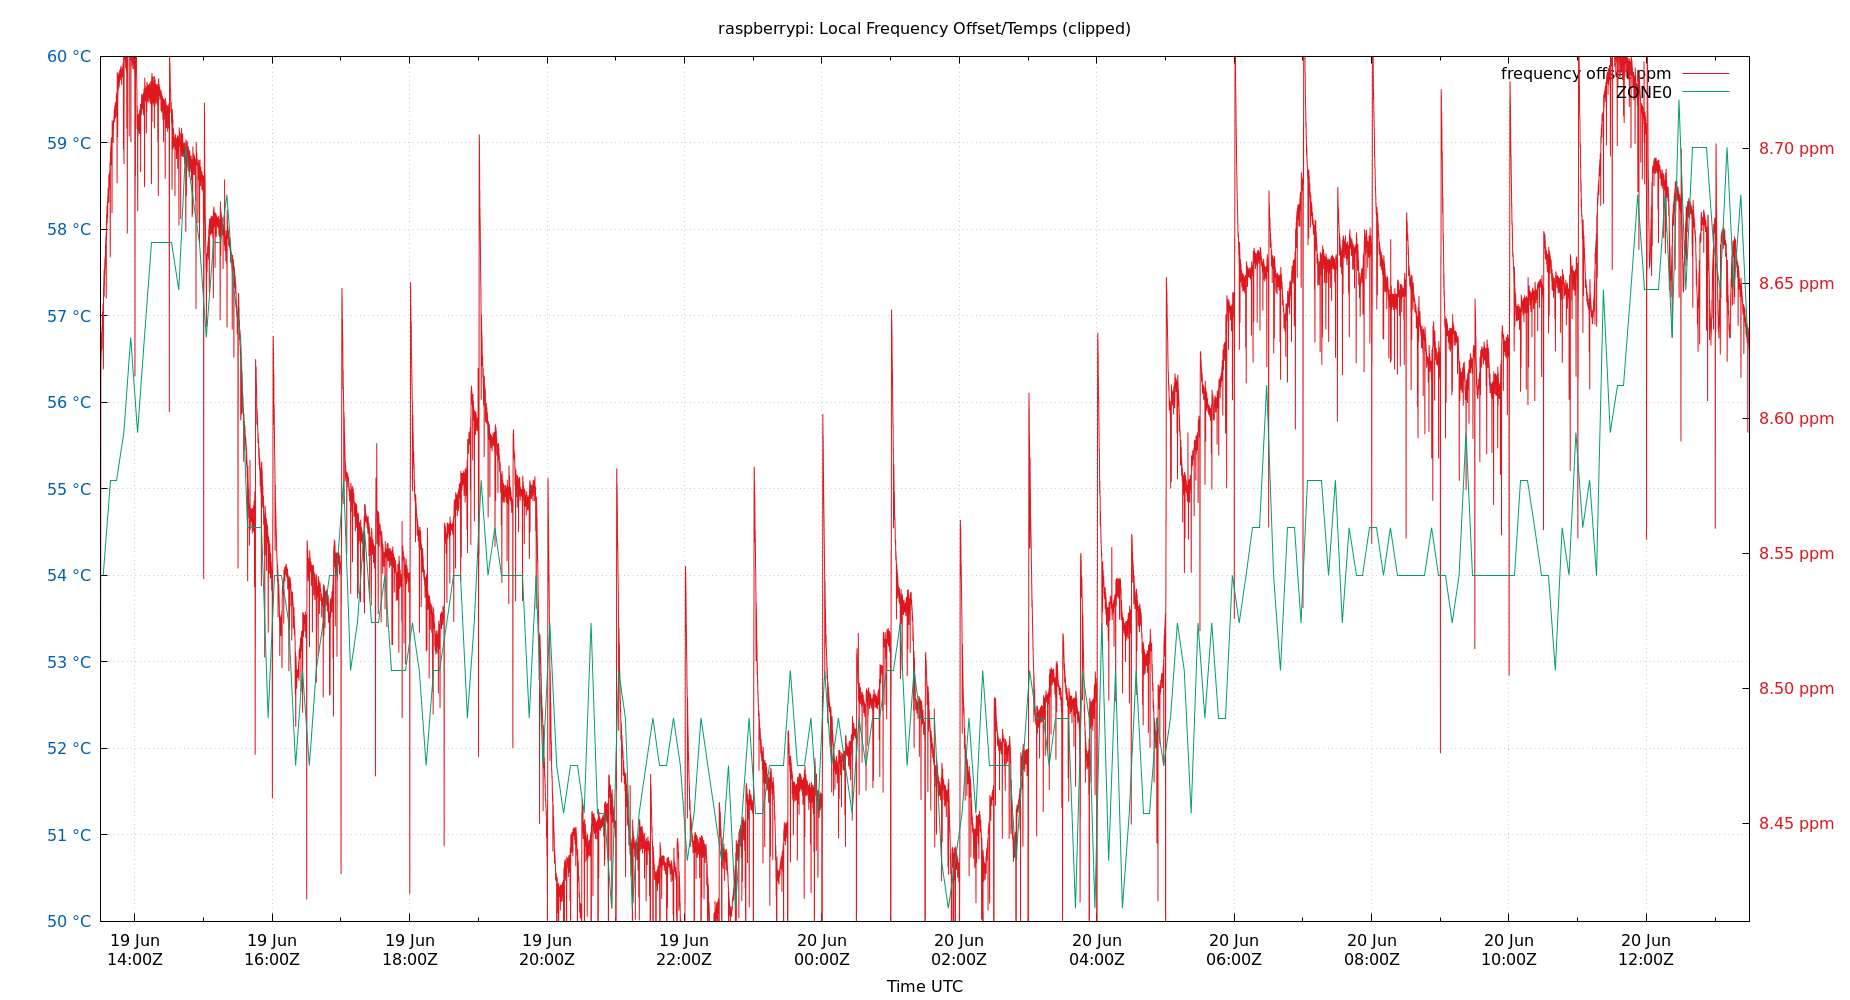 raspberrypi: Local Frequency Offset/Temps (clipped)
60 °C
59 °C
58 °C
57 °C
56 °C
55 °C
54 °C
53 °C
52 °C
51 °C
50 °C
frequency offset ppm
ZONE0
8.70 ppm
8.65 ppm
8.60 ppm
8.55 ppm
8.50 ppm
8.45 ppm
19 Jun 19 Jun 19 Jun 19 Jun 19 Jun 20 Jun 20 Jun 20 Jun 20 Jun 20 Jun 20 Jun 20 Jun
14:00Z 16:00Z 18:00Z 20:00Z 22:00Z 00:00Z 02:00Z 04:00Z 06:00Z 08:00Z 10:00Z 12:00Z
Time UTC